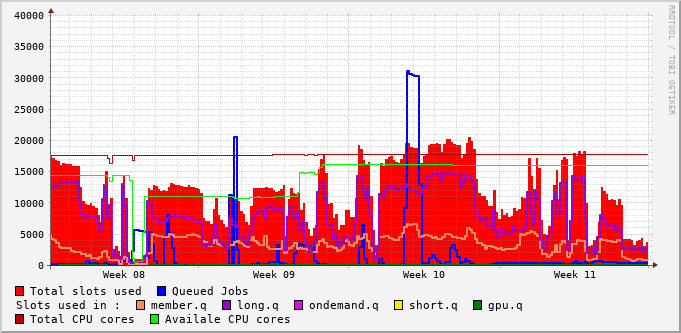 40000
35000
30000
25000
20000
15000
10000
5000
0
Week 08 Week 09 Week 10 Week 11
RRDTOOL / TOBI OETIKER
Total slots used Queued Jobs
Slots used in : member.q long.q ondemand.q short.q gpu.q
Total CPU cores Availale CPU cores